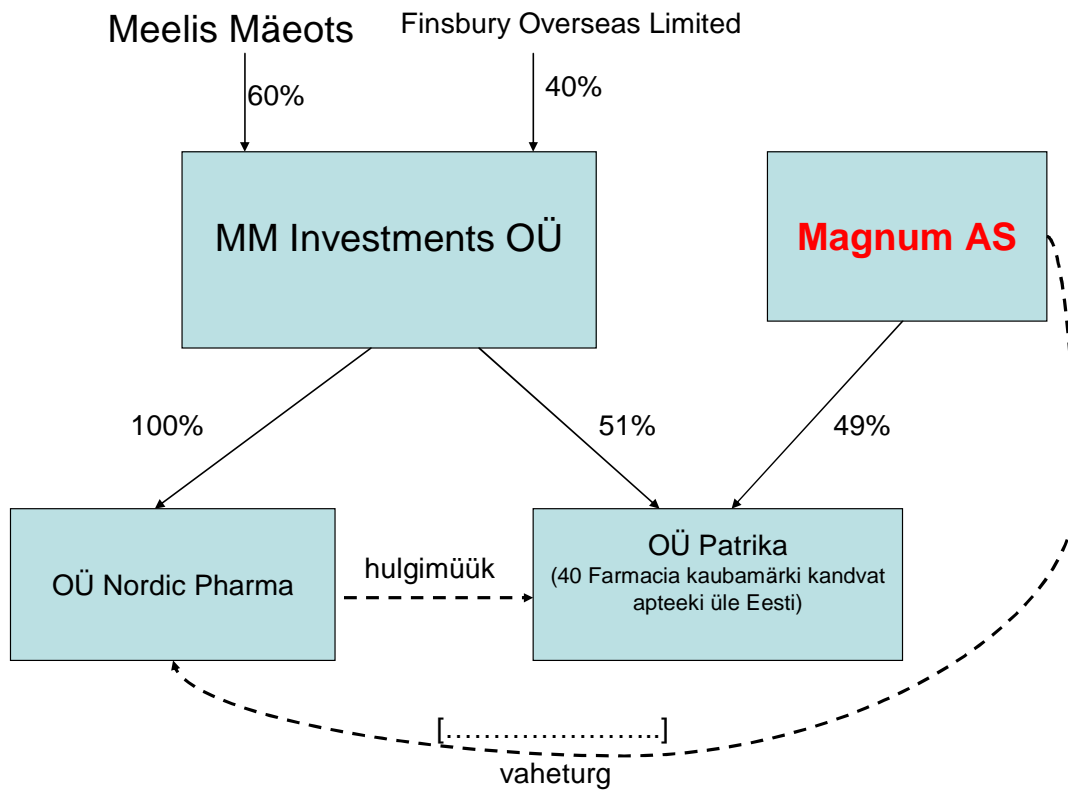 Meelis Mäeots
Finsbury Overseas Limited
60%
40%
MM Investments OÜ
Magnum AS
100%
51%
49%
OÜ Nordic Pharma
hulgimüük
OÜ Patrika
(40 Farmacia kaubamärki kandvat
apteeki üle Eesti)
[…………………..]
vaheturg